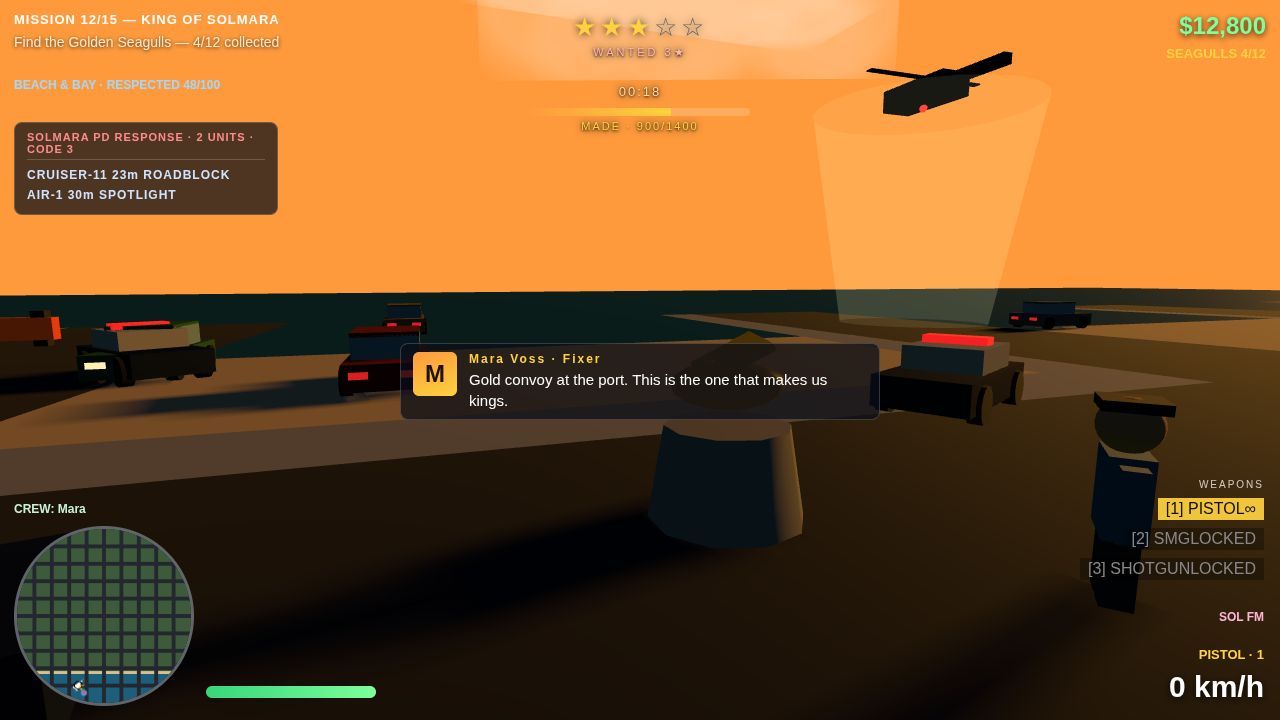 MISSION 12/15 — KING OF SOLMARA
Find the Golden Seagulls — 4/12 collected
BEACH & BAY · RESPECTED 48/100
SOLMARA PD RESPONSE · 2 UNITS ·
CODE 3
CRUISER-11 23m ROADBLOCK
AIR-1 30m SPOTLIGHT
★★★☆☆
WANTED 3★
00:18
MADE · 900/1400
$12,800
SEAGULLS 4/12
M
Mara Voss · Fixer
Gold convoy at the port. This is the one that makes us
kings.
CREW: Mara
WEAPONS
[1] PISTOL∞
[2] SMGLOCKED
[3] SHOTGUNLOCKED
SOL FM
PISTOL · 1
0 km/h